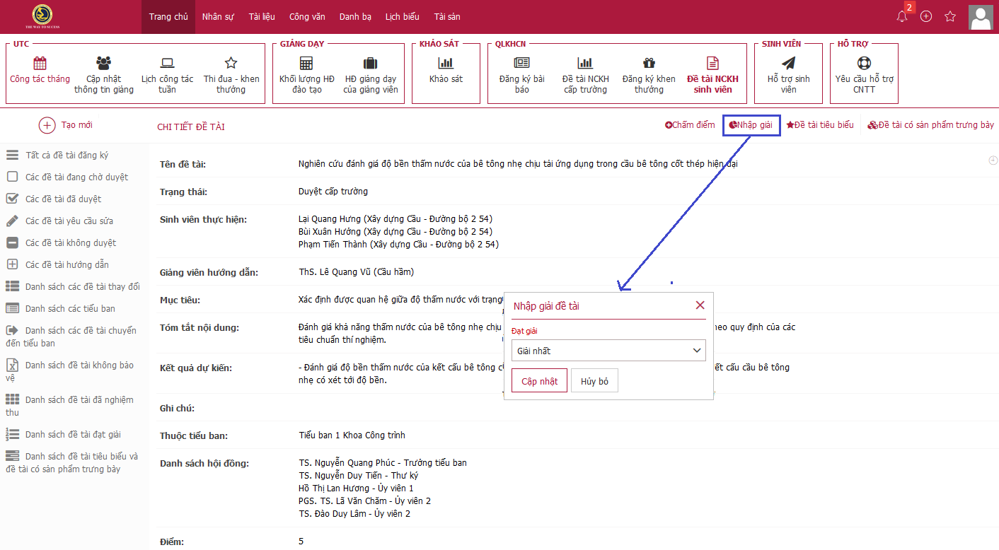 THE WAY TO SUCCESS
Trang chủ Nhân sự Tài liệu Công văn Danh bạ Lịch biểu Tài sản
2
UTC
Công tác tháng
Cập nhật thông tin giảng
Lịch công tác tuần
Thi đua - khen thưởng
GIẢNG DẠY
Khối lượng HĐ đào tạo
HĐ giảng dạy của giảng viên
KHẢO SÁT
Khảo sát
QLKHCN
Đăng ký bài báo
Đề tài NCKH cấp trường
Đăng ký khen thưởng
Đề tài NCKH sinh viên
SINH VIÊN
Hỗ trợ sinh viên
HỖ TRỢ
Yêu cầu hỗ trợ CNTT
Tạo mới
CHI TIẾT ĐỀ TÀI
Chấm điểm Nhập giải Đề tài tiêu biểu Đề tài có sản phẩm trưng bày
Tất cả đề tài đăng ký
Các đề tài đang chờ duyệt
Các đề tài đã duyệt
Các đề tài yêu cầu sửa
Các đề tài không duyệt
Các đề tài hướng dẫn
Danh sách các đề tài thay đổi
Danh sách các tiểu ban
Danh sách các đề tài chuyển
đến tiểu ban
Danh sách đề tài không bảo
vệ
Danh sách đề tài đã nghiệm
thu
Danh sách đề tài đạt giải
Danh sách đề tài tiêu biểu và
đề tài có sản phẩm trưng bày
Tên đề tài: Nghiên cứu đánh giá độ bền thấm nước của bê tông nhẹ chịu tải ứng dụng trong cầu bê tông cốt thép hiện đại
Trạng thái: Duyệt cấp trường
Sinh viên thực hiện: Lại Quang Hưng (Xây dựng Cầu - Đường bộ 2 54)
Bùi Xuân Hưởng (Xây dựng Cầu - Đường bộ 2 54)
Phạm Tiến Thành (Xây dựng Cầu - Đường bộ 2 54)
Giảng viên hướng dẫn: ThS. Lê Quang Vũ (Cầu hầm)
Mục tiêu: Xác định được quan hệ giữa độ thấm nước với trạng
Tóm tắt nội dung: Đánh giá khả năng thấm nước của bê tông nhẹ chịu heo quy định của các
tiêu chuẩn thí nghiệm.
Kết quả dự kiến: - Đánh giá độ bền thấm nước của kết cấu bê tông c ết cấu cầu bê tông
nhẹ có xét tới độ bền.
Ghi chú:
Thuộc tiểu ban: Tiểu ban 1 Khoa Công trình
Danh sách hội đồng: TS. Nguyễn Quang Phúc - Trưởng tiểu ban
TS. Nguyễn Duy Tiến - Thư ký
Hồ Thị Lan Hương - Ủy viên 1
PGS. TS. Lã Văn Chăm - Ủy viên 2
TS. Đào Duy Lâm - Ủy viên 2
Điểm: 5
Nhập giải đề tài
Đạt giải
Giải nhất
Cập nhật Hủy bỏ